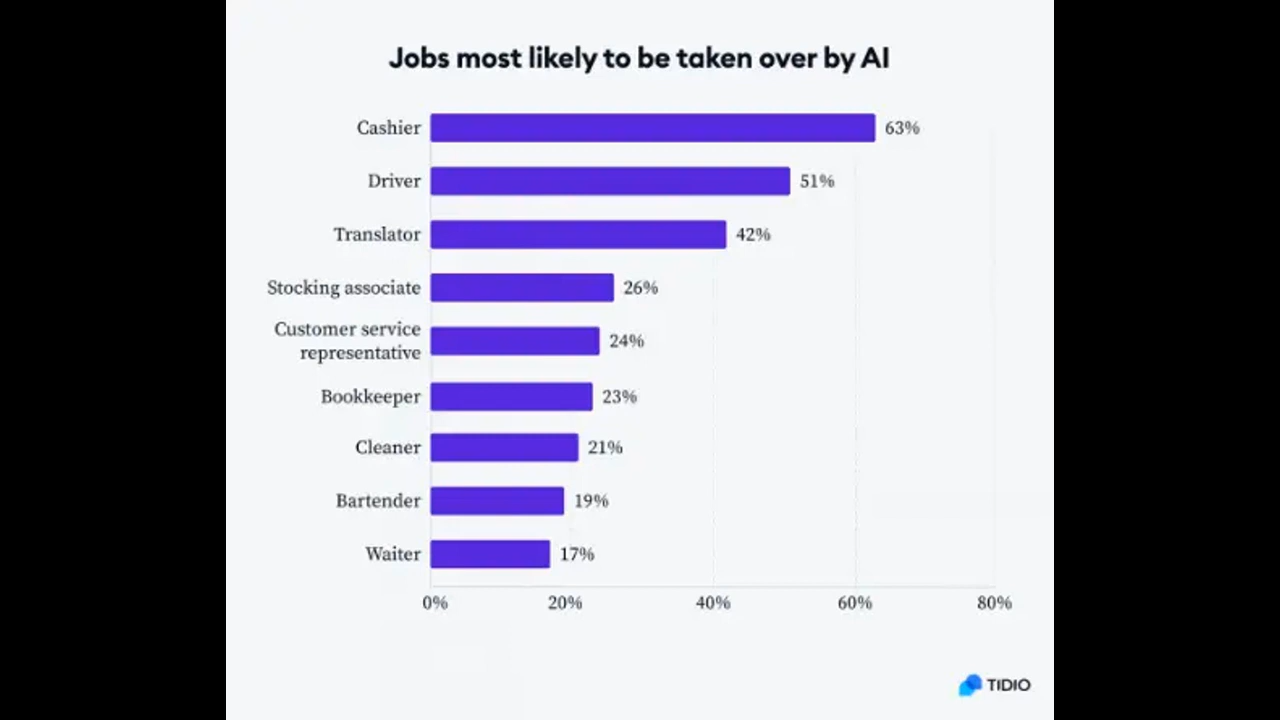 Jobs most likely to be taken over by AI
Cashier 63%
Driver 51%
Translator 42%
Stocking associate 26%
Customer service
representative 24%
Bookkeeper 23%
Cleaner 21%
Bartender 19%
Waiter 17%
0% 20% 40% 60% 80%
TIDIO